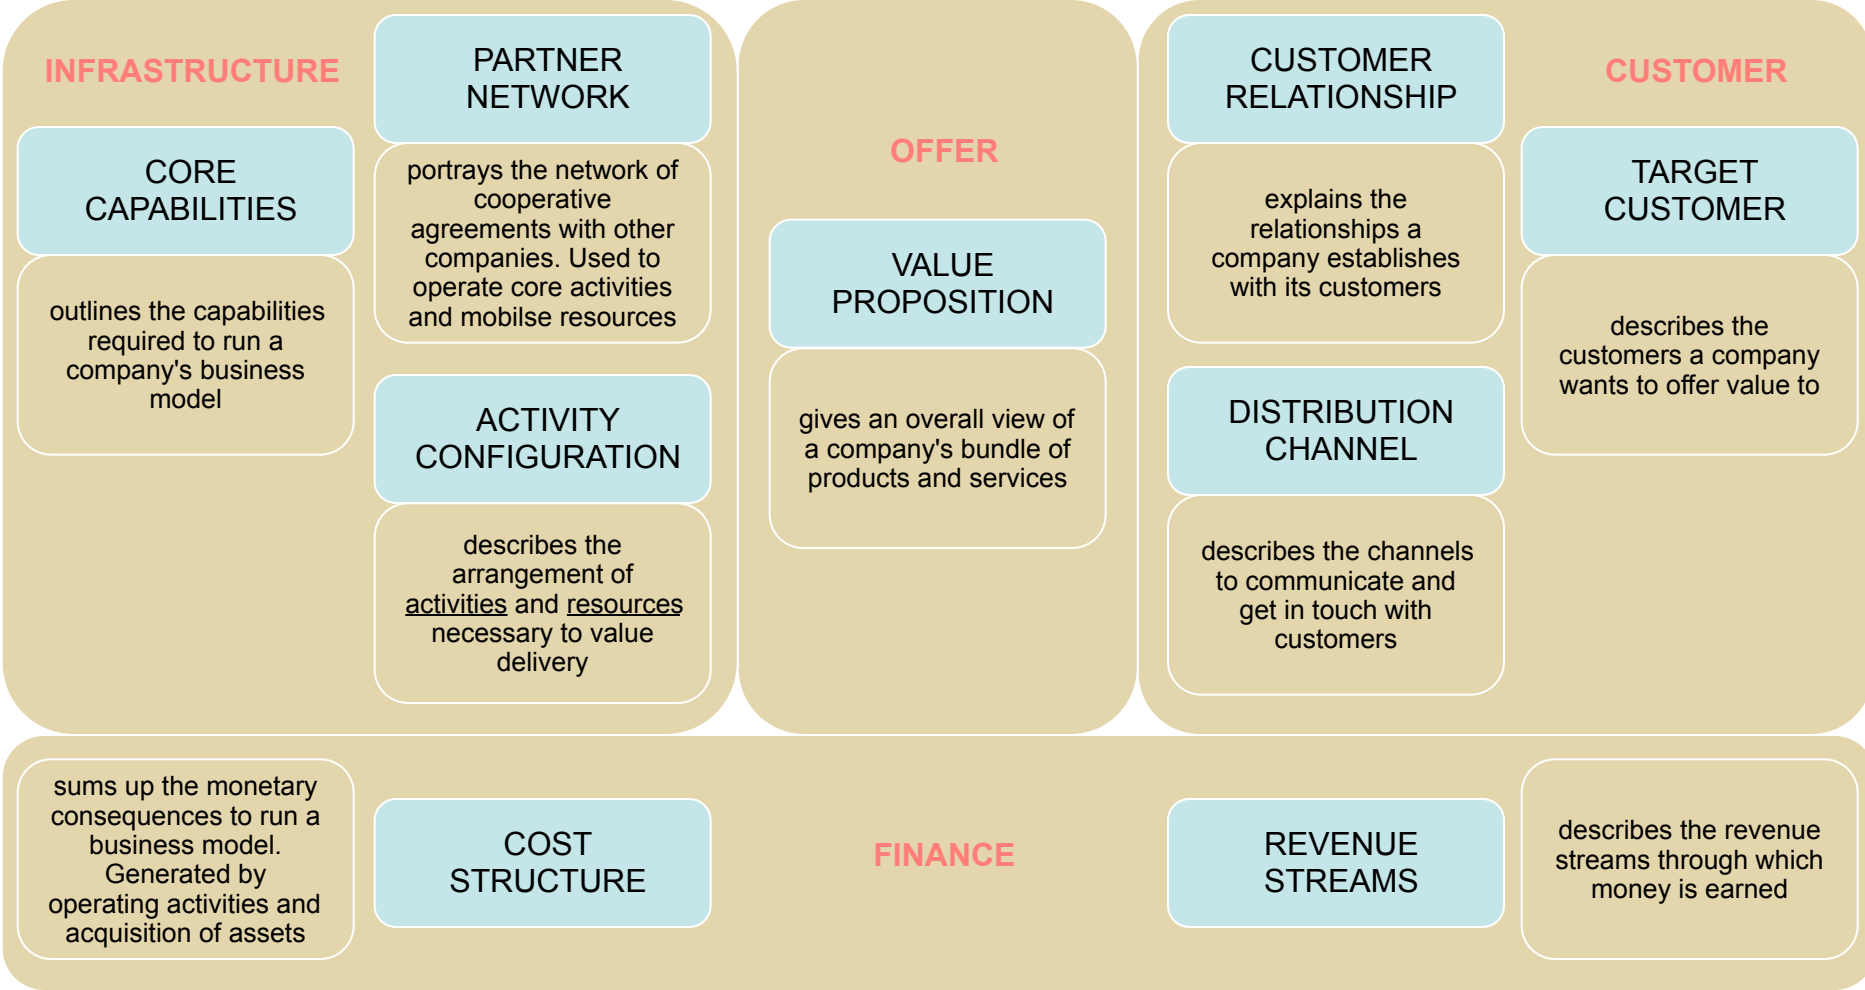 INFRASTRUCTURE
CORE
CAPABILITIES
outlines the capabilities
required to run a
company's business
model
PARTNER
NETWORK
portrays the network of
cooperative
agreements with other
companies. Used to
operate core activities
and mobilse resources
ACTIVITY
CONFIGURATION
describes the
arrangement of
activities and resources
necessary to value
delivery
OFFER
VALUE
PROPOSITION
gives an overall view of
a company's bundle of
products and services
CUSTOMER
RELATIONSHIP
explains the
relationships a
company establishes
with its customers
DISTRIBUTION
CHANNEL
describes the channels
to communicate and
get in touch with
customers
CUSTOMER
TARGET
CUSTOMER
describes the
customers a company
wants to offer value to
sums up the monetary
consequences to run a
business model.
Generated by
operating activities and
acquisition of assets
COST
STRUCTURE
FINANCE
REVENUE
STREAMS
describes the revenue
streams through which
money is earned